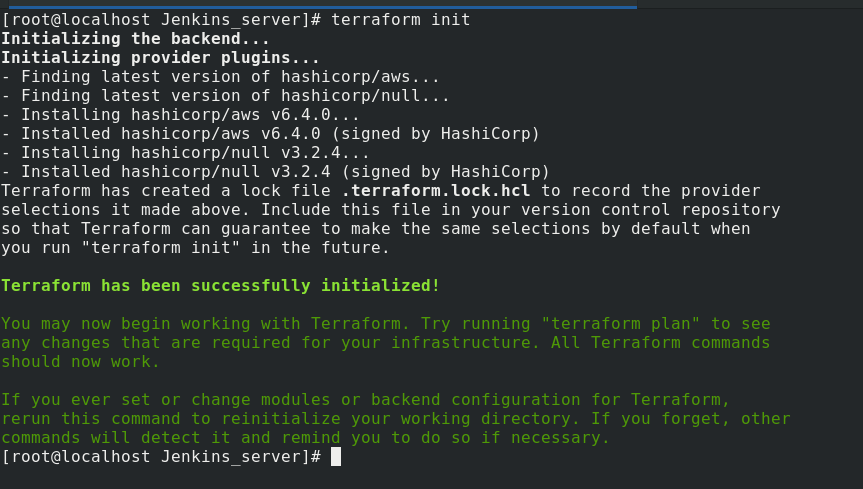 [root@localhost Jenkins_server]# terraform init
Initializing the backend...
Initializing provider plugins...
- Finding latest version of hashicorp/aws...
- Finding latest version of hashicorp/null...
- Installing hashicorp/aws v6.4.0...
- Installed hashicorp/aws v6.4.0 (signed by HashiCorp)
- Installing hashicorp/null v3.2.4...
- Installed hashicorp/null v3.2.4 (signed by HashiCorp)
Terraform has created a lock file .terraform.lock.hcl to record the provider
selections it made above. Include this file in your version control repository
so that Terraform can guarantee to make the same selections by default when
you run "terraform init" in the future.
Terraform has been successfully initialized!
You may now begin working with Terraform. Try running "terraform plan" to see
any changes that are required for your infrastructure. All Terraform commands
should now work.
If you ever set or change modules or backend configuration for Terraform,
rerun this command to reinitialize your working directory. If you forget, other
commands will detect it and remind you to do so if necessary.
[root@localhost Jenkins_server]#